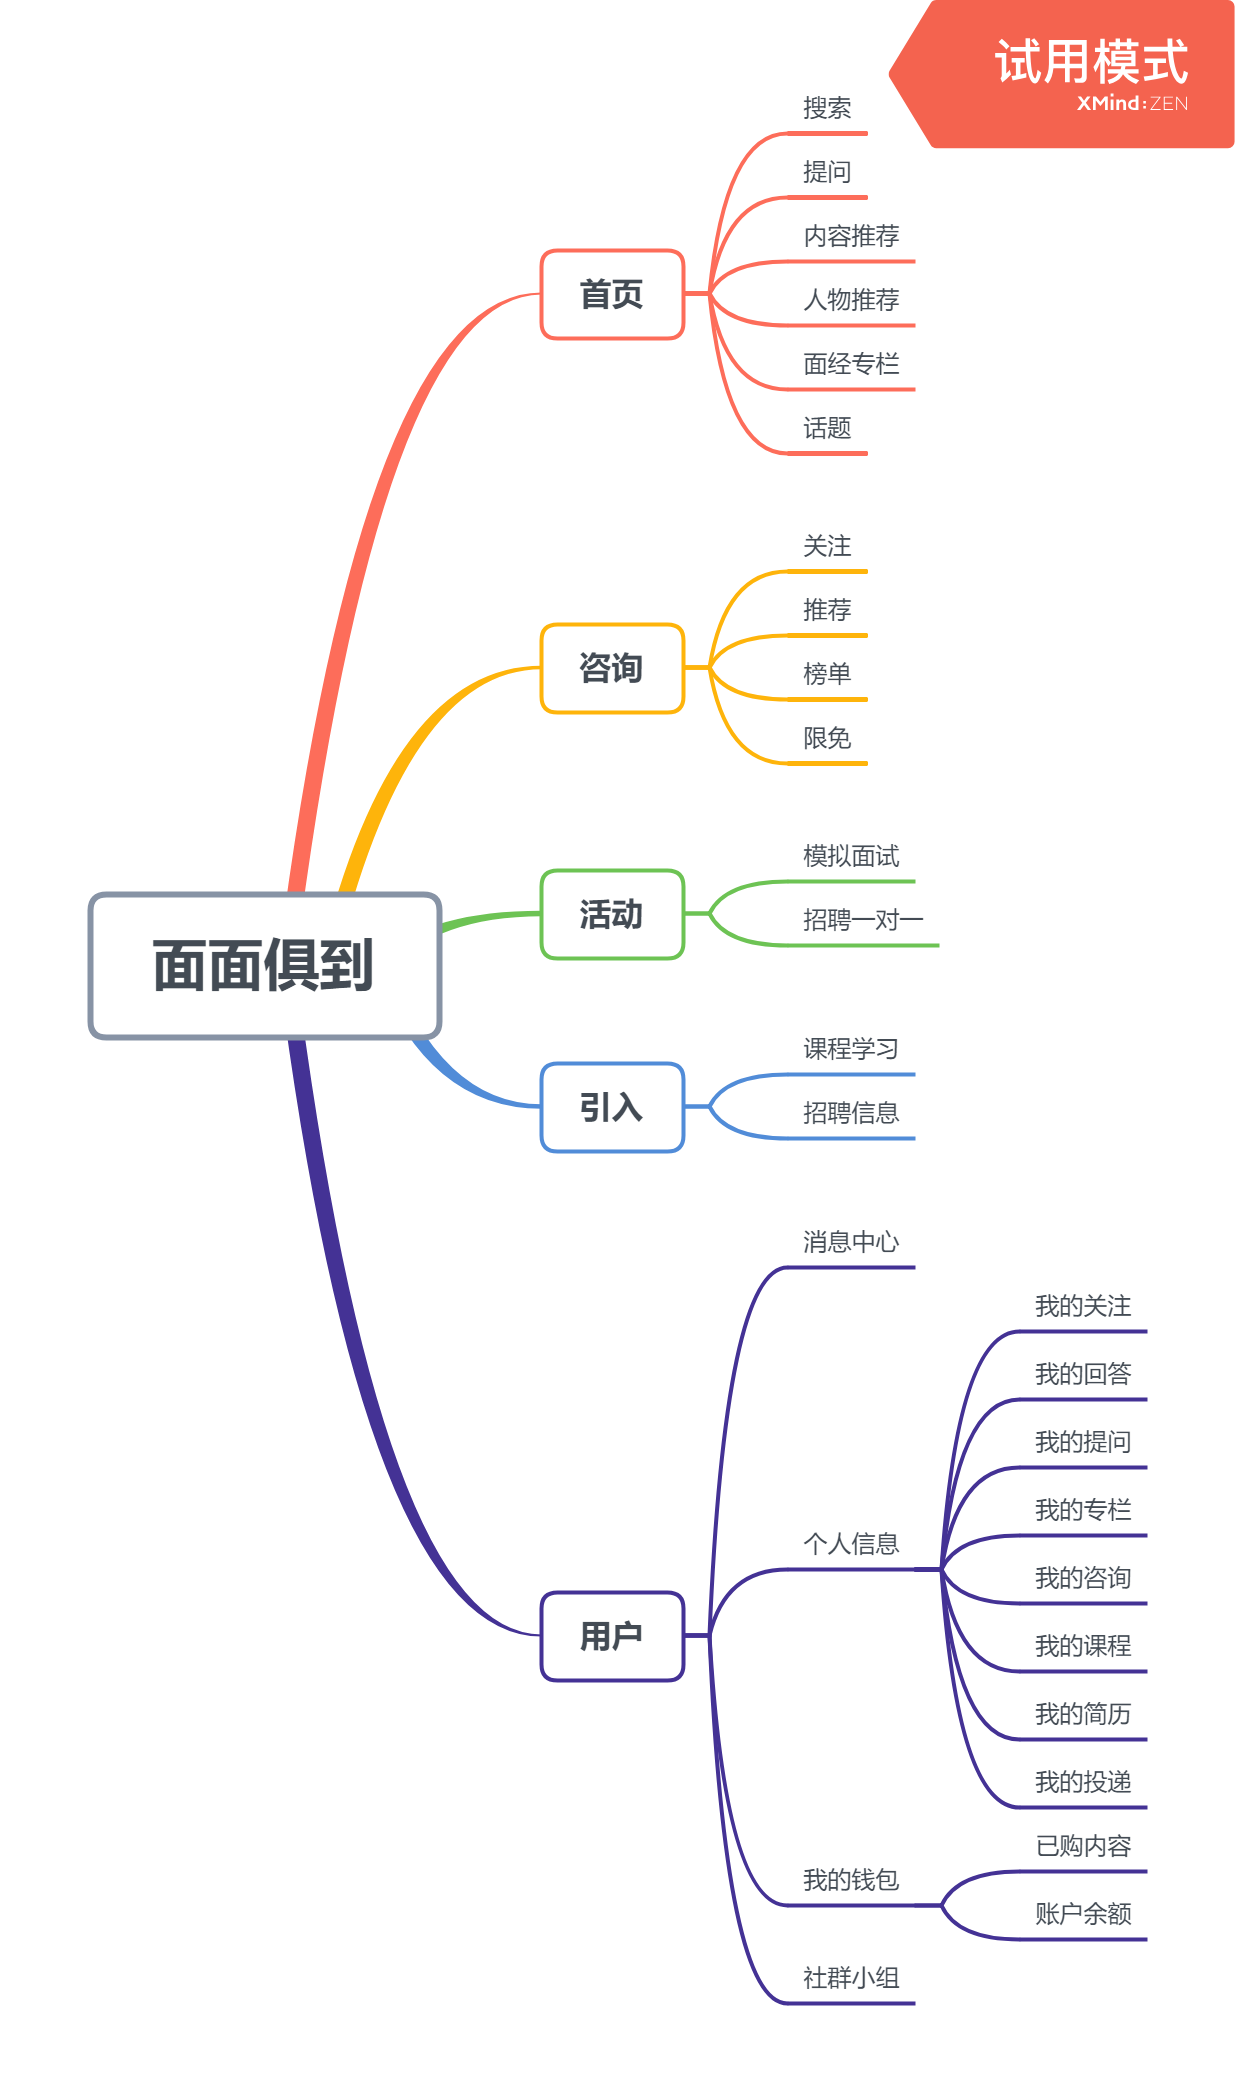 试用模式
XMind:ZEN
面面俱到
首页
搜索
提问
内容推荐
人物推荐
面经专栏
话题
咨询
关注
推荐
榜单
限免
活动
模拟面试
招聘一对一
引入
课程学习
招聘信息
用户
消息中心
个人信息
我的关注
我的回答
我的提问
我的专栏
我的咨询
我的课程
我的简历
我的投递
我的钱包
已购内容
账户余额
社群小组